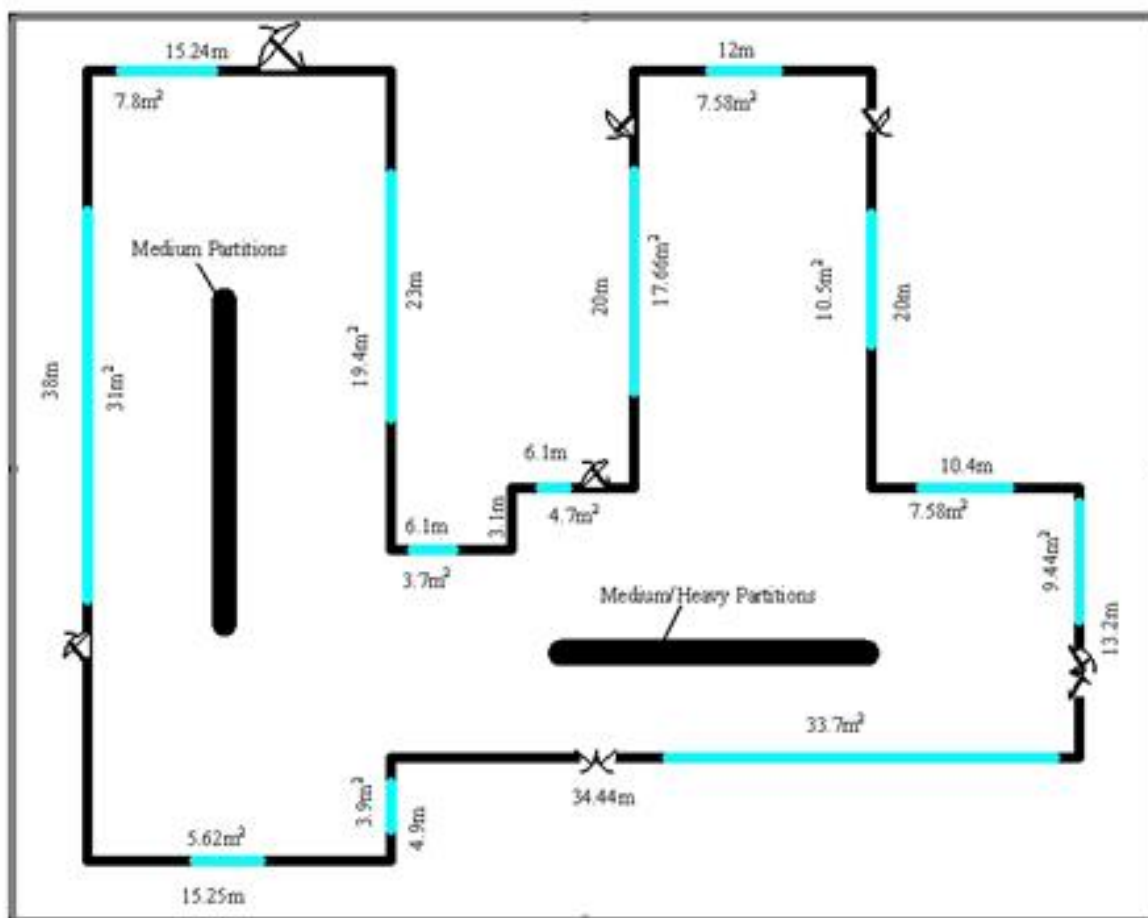 15.24m
12m
7.8m²
7.58m²
Medium Partitions
23m
20m
17.66m²
10.5m²
20m
19.4m²
38m
31m²
6.1m
10.4m
4.7m²
7.58m²
6.1m
3.1m
3.7m²
9.44m²
Medium/Heavy Partitions
13.2m
33.7m²
34.44m
3.9m²
4.9m
5.62m²
15.25m